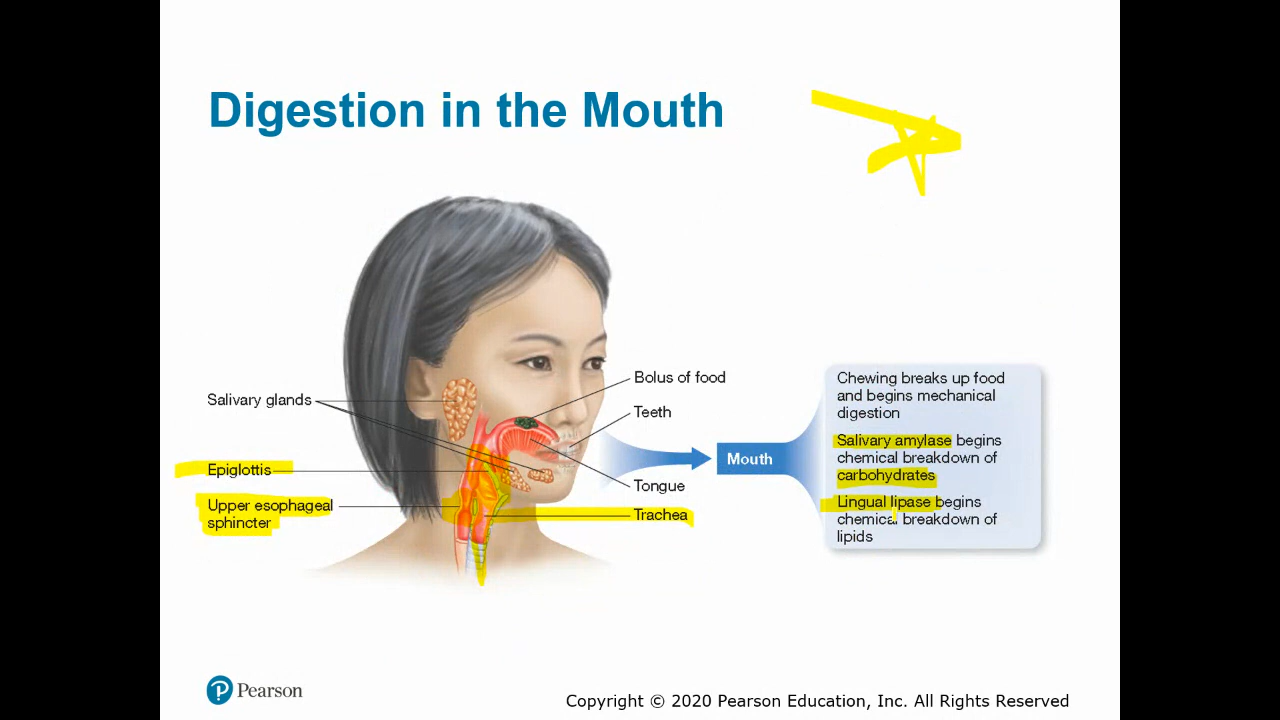 Digestion in the Mouth
Salivary glands
Epiglottis
Upper esophageal
sphincter
Bolus of food
Teeth
Tongue
Trachea
Mouth
Chewing breaks up food
and begins mechanical
digestion
Salivary amylase begins
chemical breakdown of
carbohydrates
Lingual lipase begins
chemical breakdown of
lipids
Pearson
Copyright © 2020 Pearson Education, Inc. All Rights Reserved